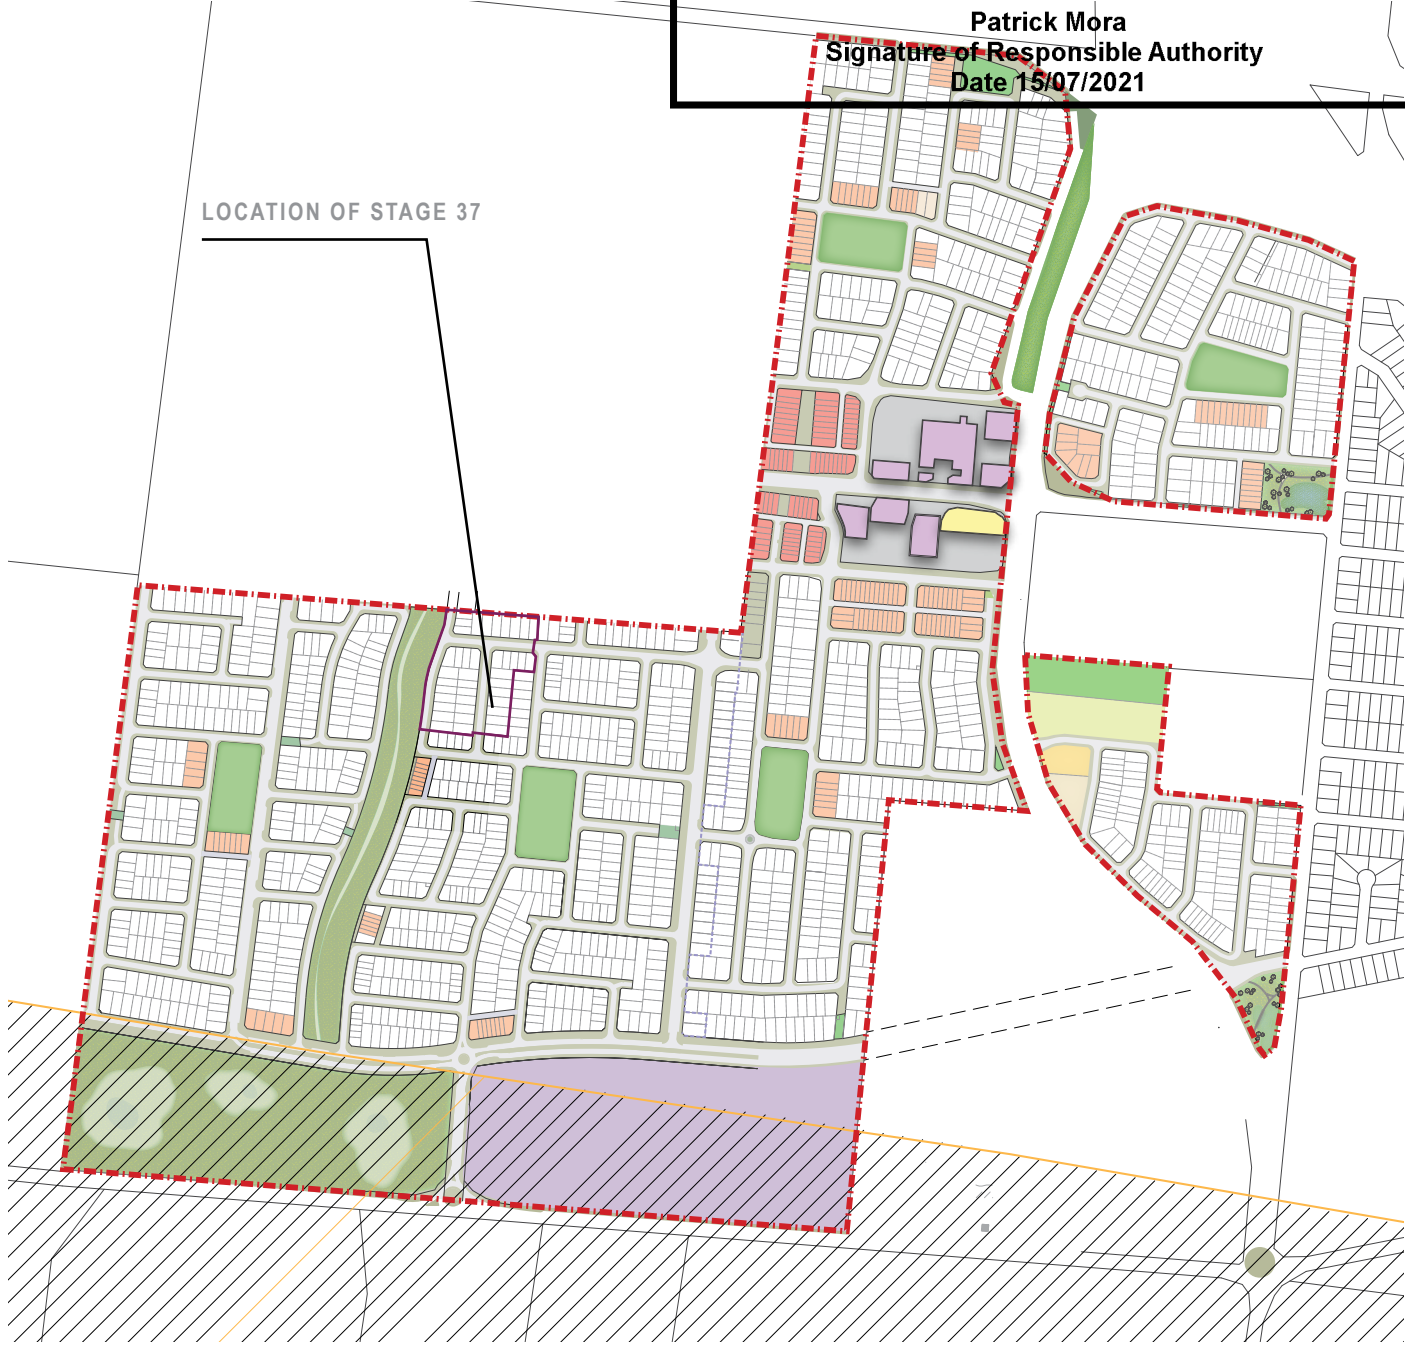 Patrick Mora
Signature of Responsible Authority
Date 15/07/2021
LOCATION OF STAGE 37